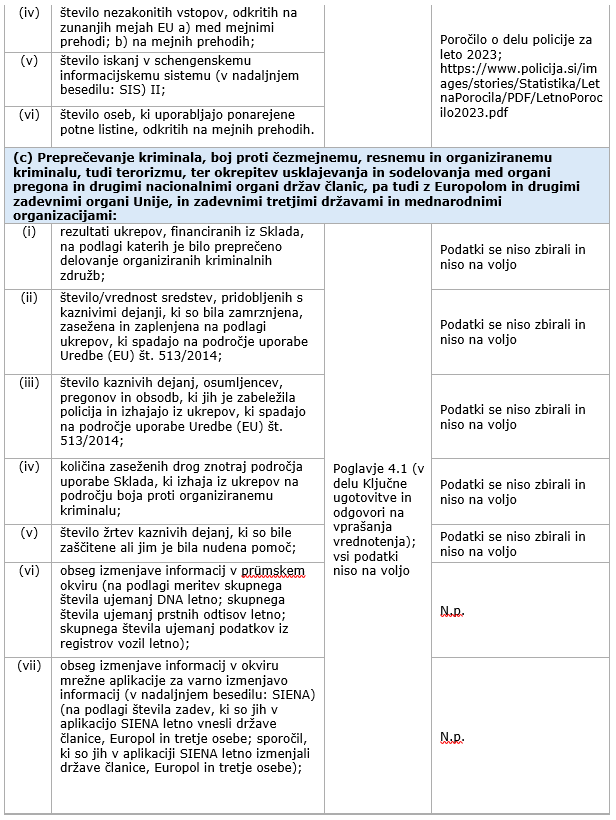 (iv) število nezakonitih vstopov, odkritih na
zunanjih mejah EU a) med mejnimi
prehodi; b) na mejnih prehodih;
(v) število iskanj v schengenskem
informacijskemu sistemu (v nadaljnjem
besedilu: SIS) II;
(vi) število oseb, ki uporabljajo ponarejene
potne listine, odkritih na mejnih prehodih.
Poročilo o delu policije za
leto 2023;
https://www.policija.si/im
ages/stories/Statistika/Let
naPorocila/PDF/LetnoPoroc
ilo2023.pdf
(c) Preprečevanje kriminala, boj proti čezmejnemu, resnemu in organiziranemu
kriminalu, tudi terorizmu, ter okrepitev usklajevanja in sodelovanja med organi
pregona in drugimi nacionalnimi organi držav članic, pa tudi z Europolom in drugimi
zadevnimi organi Unije, in zadevnimi tretjimi državami in mednarodnimi
organizacijami:
(i) rezultati ukrepov, financiranih iz Sklada,
na podlagi katerih je bilo preprečeno
delovanje organiziranih kriminalnih
združb;
Podatki se niso zbirali in
niso na voljo
(ii) število/vrednost sredstev, pridobljenih s
kaznivimi dejanji, ki so bila zamrznjena,
zasežena in zaplenjena na podlagi
ukrepov, ki spadajo na področje uporabe
Uredbe (EU) št. 513/2014;
Podatki se niso zbirali in
niso na voljo
(iii) število kaznivih dejanj, osumljencev,
pregonov in obsodb, ki jih je zabeležila
policija in izhajajo iz ukrepov, ki spadajo
na področje uporabe Uredbe (EU) št.
513/2014;
Podatki se niso zbirali in
niso na voljo
(iv) količina zaseženih drog znotraj področja
uporabe Sklada, ki izhaja iz ukrepov na
področju boja proti organiziranemu
kriminalu;
Podatki se niso zbirali in
niso na voljo
(v) število žrtev kaznivih dejanj, ki so bile
zaščitene ali jim je bila nudena pomoč;
Podatki se niso zbirali in
niso na voljo
(vi) obseg izmenjave informacij v prümskem
okviru (na podlagi meritev skupnega
števila ujemanj DNA letno; skupnega
števila ujemanj prstnih odtisov letno;
skupnega števila ujemanj podatkov iz
registrov vozil letno);
N.p.
(vii) obseg izmenjave informacij v okviru
mrežne aplikacije za varno izmenjavo
informacij (v nadaljnjem besedilu: SIENA)
(na podlagi števila zadev, ki so jih v
aplikacijo SIENA letno vnesli države
članice, Europol in tretje osebe; sporočil,
ki so jih v aplikaciji SIENA letno izmenjali
države članice, Europol in tretje osebe);
N.p.
Poglavje 4.1 (v
delu Ključne
ugotovitve in
odgovori na
vprašanja
vrednotenja);
vsi podatki
niso na voljo